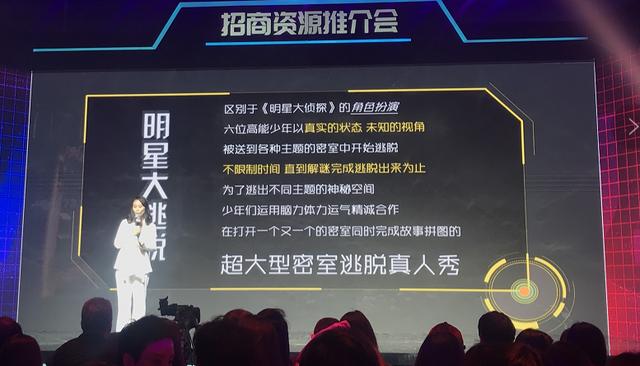 招商资源推介会
明星大逃脱
区别于《明星大侦探》的角色扮演
六位高能少年以真实的状态 未知的视角
被送到各种主题的密室中开始逃脱
不限制时间 直到解谜完成逃脱出来为止
为了逃出不同主题的神秘空间
少年们运用脑力体力运气精诚合作
在打开一个又一个的密室同时完成故事拼图的
超大型密室逃脱真人秀